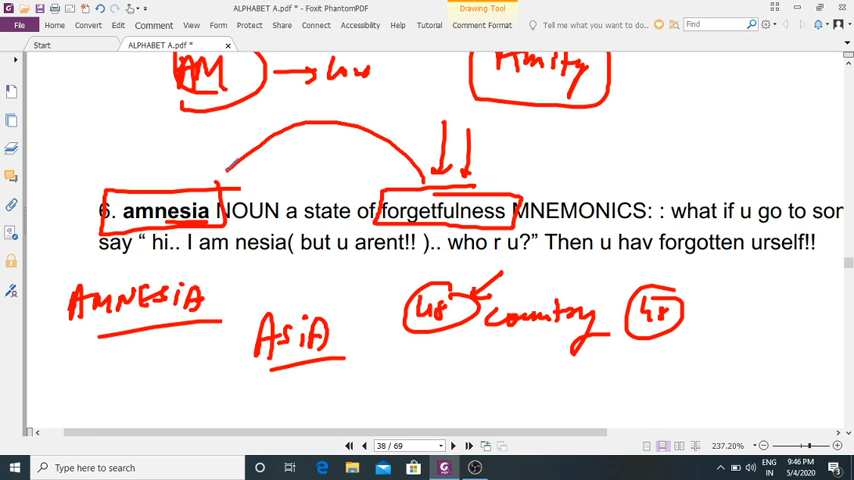 ALPHABET A.pdf * - Foxit PhantomPDF
Drawing Tool
File Home Edit Comment View Form Protect Share Connect Accessibility Help Tutorial Comment Format Tell me what you want to do... Find
Start ALPHABET A.pdf *
AM Amity
6. amnesia NOUN a state of forgetfulness MNEMONICS: : what if u go to son
say “ hi.. I am nesia( but u arent!! ).. who r u?” Then u hav forgotten urself!!
AMNESiA
ASiA 48 country 48
38 / 69 237.20%
Type here to search
ENG 9:46 PM
IN 5/4/2020
3